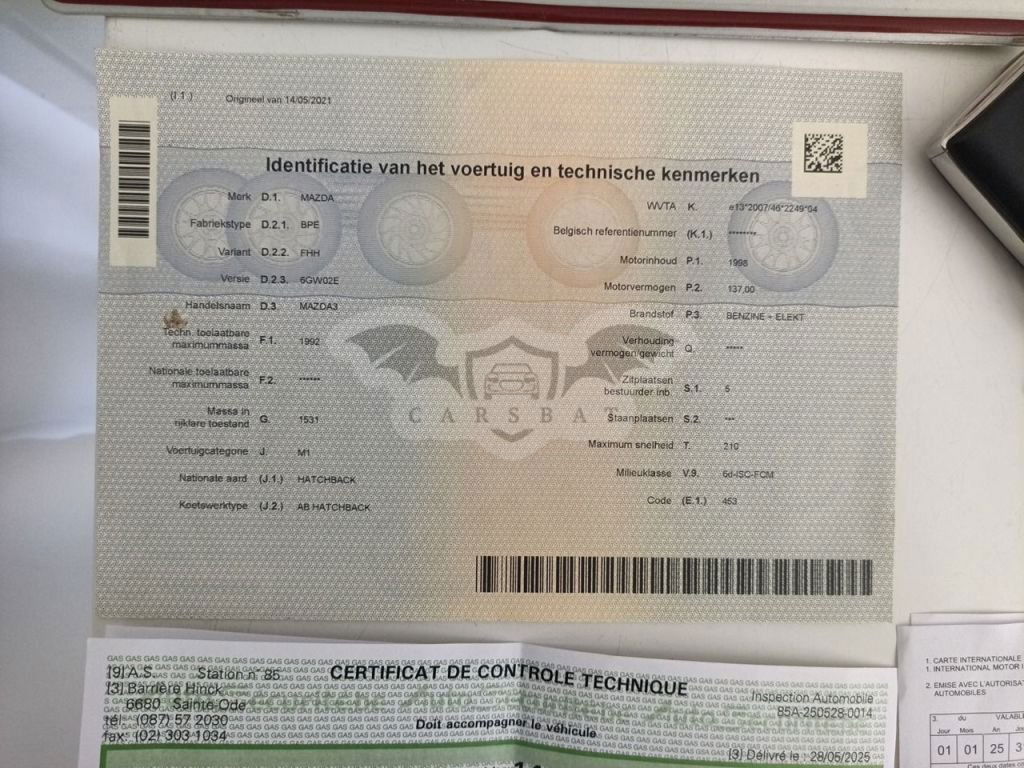 (I.1.) Origineel van 14/05/2021
Identificatie van het voertuig en technische kenmerken
Merk D.1. MAZDA
Fabriekstype D.2.1. BPE
Variant D.2.2. FHH
Versie D.2.3. 6GW02E
Handelsnaam D.3 MAZDA3
Techn. toelaatbare
maximummassa F.1. 1992
Nationale toelaatbare
maximummassa F.2. ------
Massa in
rijklare toestand G. 1531
Voertuigcategorie J. M1
Nationale aard (J.1.) HATCHBACK
Koetswerktype (J.2.) AB HATCHBACK
WVTA K. e13*2007/46*2249*04
Belgisch referentienummer (K.1.) --------
Motorinhoud P.1. 1998
Motorvermogen P.2. 137,00
Brandstof P.3. BENZINE + ELEKT
Verhouding
vermogen/gewicht Q. -----
Zitplaatsen
bestuurder inb. S.1. 5
Staanplaatsen S.2. ---
Maximum snelheid T. 210
Milieuklasse V.9. 6d-ISC-FCM
Code (E.1.) 453
CARSBAT
CERTIFICAT DE CONTROLE TECHNIQUE
Doit accompagner le véhicule
[9] A.S. Station n° 85
[3] Barrière Hinck
6680 Sainte-Ode
tél: (087) 57 2030
fax: (02) 303 1034
Inspection Automobile
85A-250528-0014
[3] Délivré le : 28/05/2025
1. CARTE INTERNATIONALE
1. INTERNATIONAL MOTOR
2. EMISE AVEC L'AUTORISAT
AUTOMOBILES
3. du VALABL
Jour Mois An
01 01 25 3